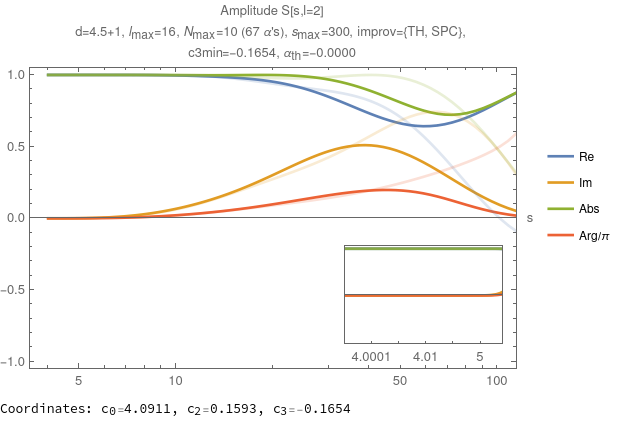 Amplitude S[s,l=2]
d=4.5+1, lmax=16, Nmax=10 (67 α's), smax=300, improv={TH, SPC},
c3min=−0.1654, αth=−0.0000
1.0
0.5
0.0
−0.5
−1.0
s
4.0001 4.01 5
5 10 50 100
Re
Im
Abs
Arg/π
Coordinates: c0=4.0911, c2=0.1593, c3=-0.1654